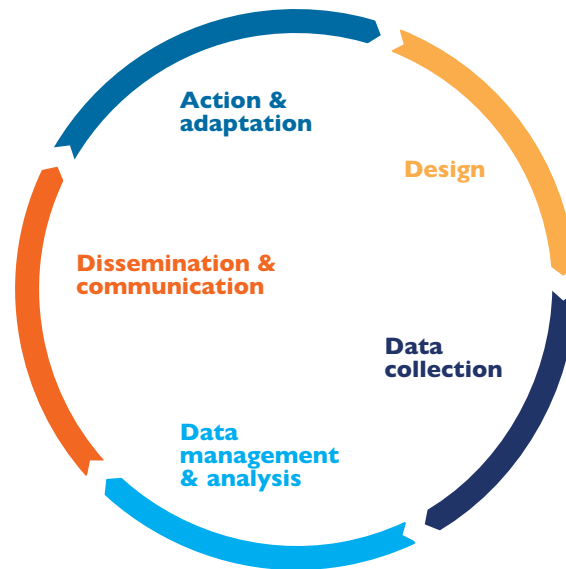 Action &
adaptation
Design
Dissemination &
communication
Data
collection
Data
management
& analysis